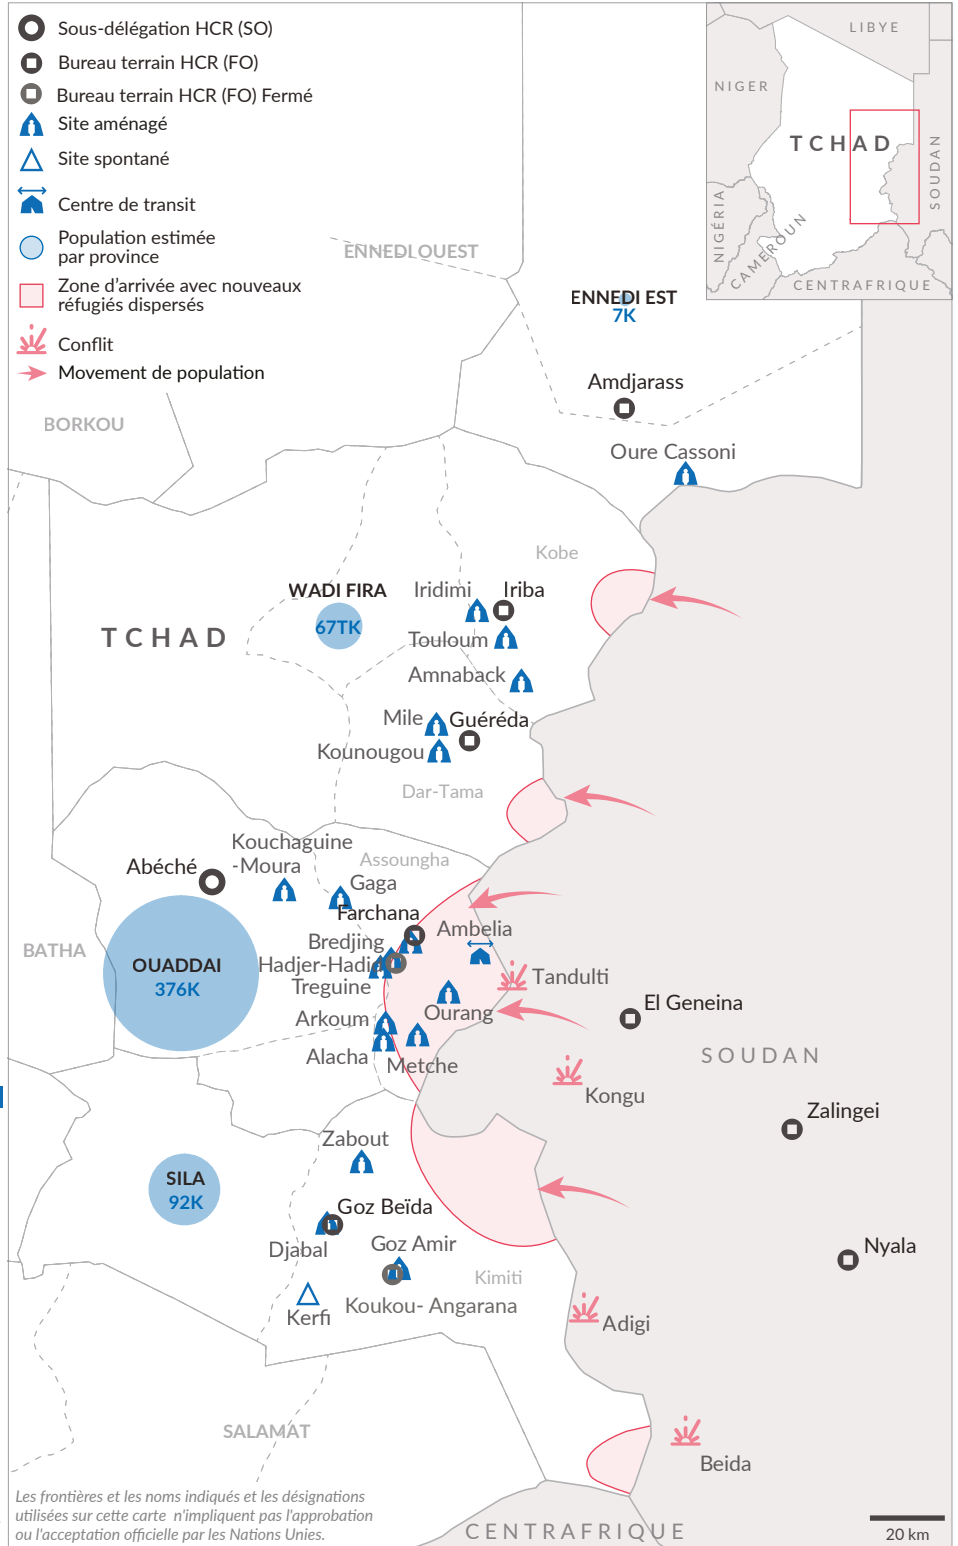 Sous-délégation HCR (SO)
Bureau terrain HCR (FO)
Bureau terrain HCR (FO) Fermé
Site aménagé
Site spontané
Centre de transit
Population estimée
par province
Zone d'arrivée avec nouveaux
réfugiés dispersés
Conflit
Movement de population
LIBYE
NIGER
TCHAD
SOUDAN
NIGÉRIA
CAMEROUN
CENTRAFRIQUE
ENNEDI OUEST
ENNEDI EST
7K
Amdjarass
BORKOU
Oure Cassoni
Kobe
WADI FIRA
67TK
Iridimi
Iriba
TCHAD
Touloum
Amnaback
Mile
Guéréda
Kounougou
Dar-Tama
Kouchaguine
-Moura
Assoungha
Abéché
Gaga
Farchana
Ambelia
Bredjing
BATHA
OUADDAI
376K
Hadjer-Hadid
Tandulti
Treguine
El Geneina
Ourang
Arkoum
Alacha
Metche
SOUDAN
Kongu
Zalingei
Zabout
SILA
92K
Goz Beïda
Djabal
Goz Amir
Nyala
Kimiti
Koukou- Angarana
Kerfi
Adigi
SALAMAT
Beida
Les frontières et les noms indiqués et les désignations
utilisées sur cette carte n'impliquent pas l'approbation
ou l'acceptation officielle par les Nations Unies.
CENTRAFRIQUE
20 km